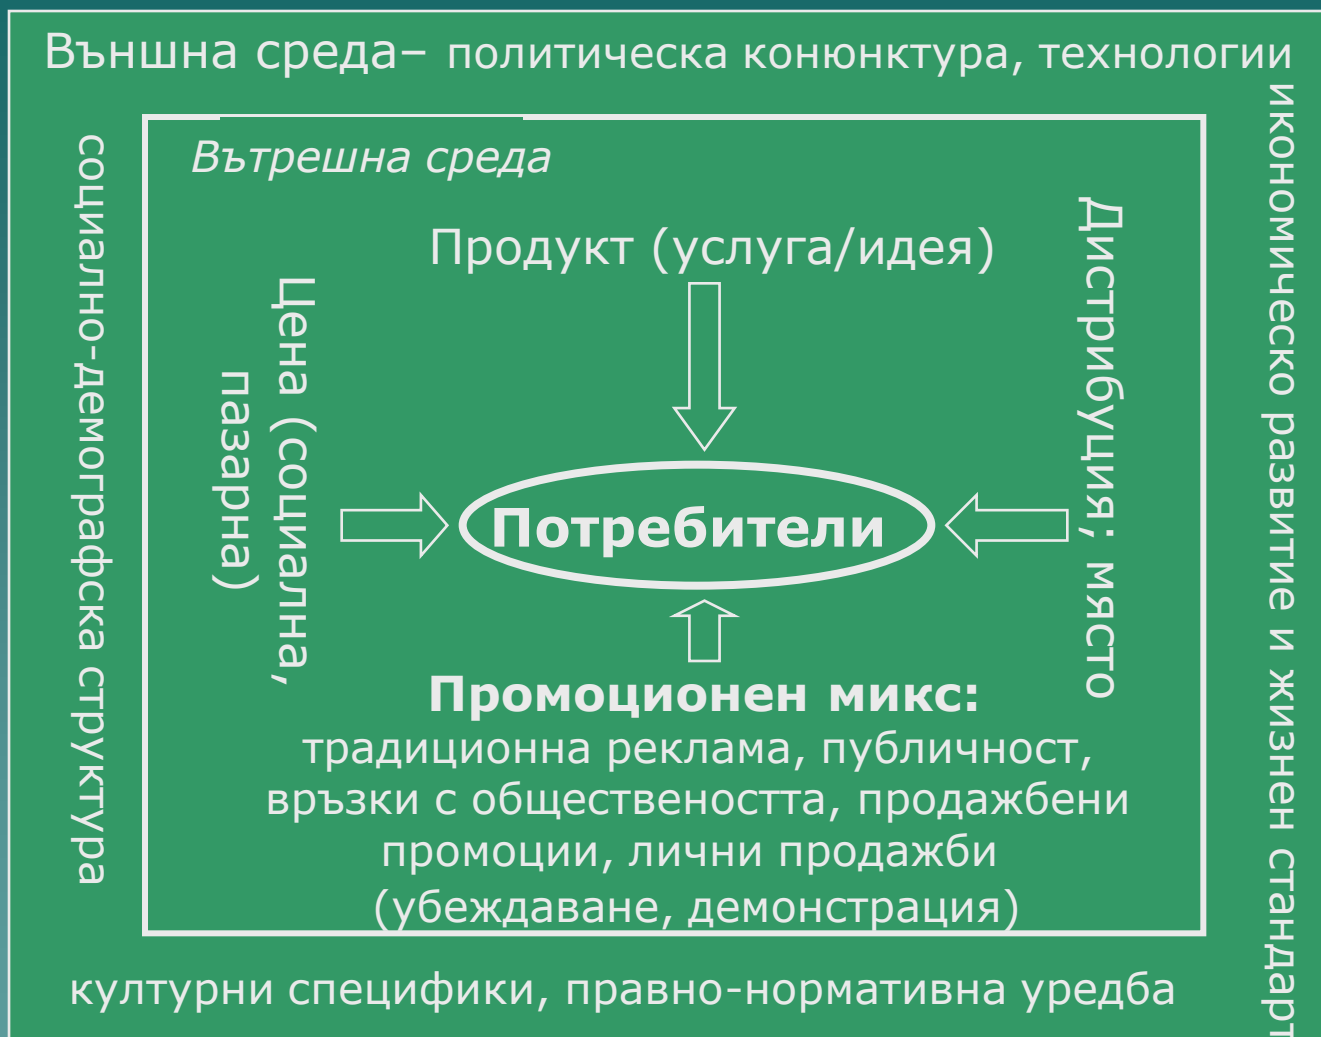 Външна среда– политическа конюнктура, технологии
икономическо развитие и жизнен стандарт
социално-демографска структура
Вътрешна среда
Продукт (услуга/идея)
Цена (социална,
пазарна)
Дистрибуция; място
Потребители
Промоционен микс:
традиционна реклама, публичност,
връзки с обществеността, продажбени
промоции, лични продажби
(убеждаване, демонстрация)
културни специфики, правно-нормативна уредба